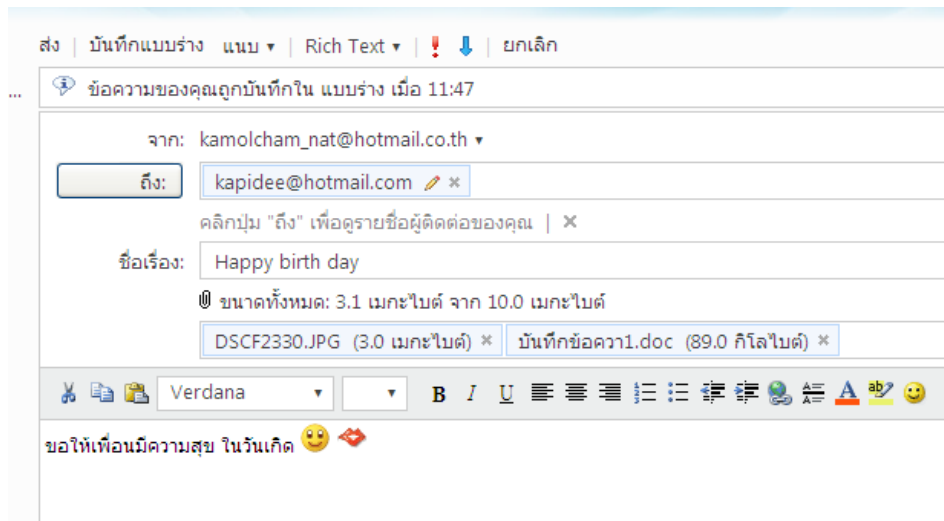 ส่ง | บันทึกแบบร่าง แนบ ▾ | Rich Text ▾ | ยกเลิก
...
ข้อความของคุณถูกบันทึกใน แบบร่าง เมื่อ 11:47
จาก: kamolcham_nat@hotmail.co.th ▾
ถึง: kapidee@hotmail.com ×
คลิกปุ่ม "ถึง" เพื่อดูรายชื่อผู้ติดต่อของคุณ | ×
ชื่อเรื่อง: Happy birth day
ขนาดทั้งหมด: 3.1 เมกะไบต์ จาก 10.0 เมกะไบต์
DSCF2330.JPG (3.0 เมกะไบต์) × บันทึกข้อควา1.doc (89.0 กิโลไบต์) ×
Verdana ▾ ▾ B I U A
ขอให้เพื่อนมีความสุข ในวันเกิด